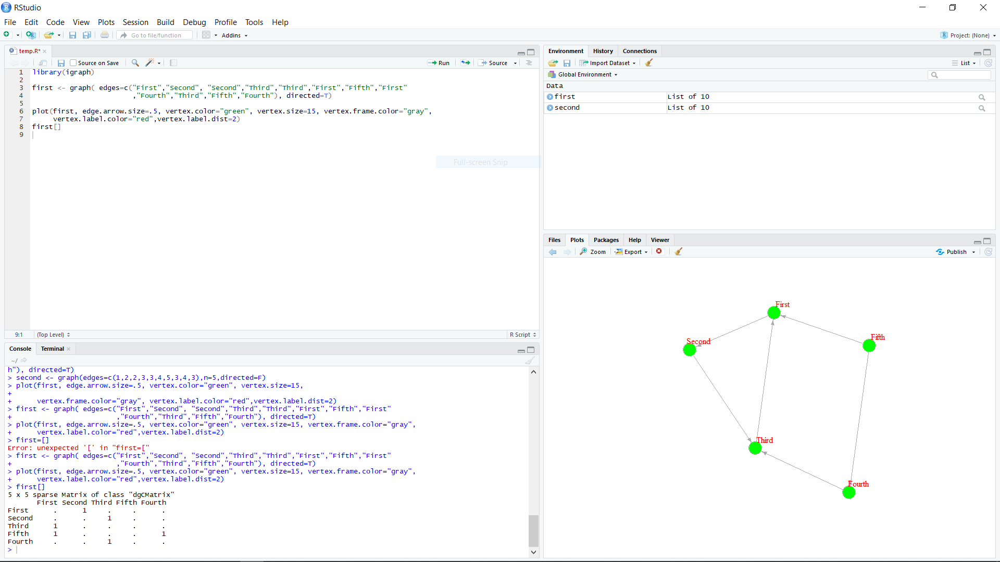 RStudio
File Edit Code View Plots Session Build Debug Profile Tools Help
Go to file/function Addins Project: (None)
temp.R*
Source on Save Run Source
1 library(igraph)
2
3 first <- graph( edges=c("First","Second", "Second","Third","Third","First","Fifth","First"
4 ,"Fourth","Third","Fifth","Fourth"), directed=T)
5
6 plot(first, edge.arrow.size=.5, vertex.color="green", vertex.size=15, vertex.frame.color="gray",
7 vertex.label.color="red",vertex.label.dist=2)
8 first[]
9
Full-screen Snip
9:1 (Top Level) R Script
Console Terminal
~/
h"), directed=T)
> second <- graph(edges=c(1,2,2,3,3,4,5,3,4,3),n=5,directed=F)
> plot(first, edge.arrow.size=.5, vertex.color="green", vertex.size=15,
+
+ vertex.frame.color="gray", vertex.label.color="red",vertex.label.dist=2)
> first <- graph( edges=c("First","Second", "Second","Third","Third","First","Fifth","First"
+ ,"Fourth","Third","Fifth","Fourth"), directed=T)
> plot(first, edge.arrow.size=.5, vertex.color="green", vertex.size=15, vertex.frame.color="gray",
+ vertex.label.color="red",vertex.label.dist=2)
> first=[]
Error: unexpected '[' in "first=["
> first <- graph( edges=c("First","Second", "Second","Third","Third","First","Fifth","First"
+ ,"Fourth","Third","Fifth","Fourth"), directed=T)
> plot(first, edge.arrow.size=.5, vertex.color="green", vertex.size=15, vertex.frame.color="gray",
+ vertex.label.color="red",vertex.label.dist=2)
> first[]
5 x 5 sparse Matrix of class "dgCMatrix"
First Second Third Fifth Fourth
First . 1 . . .
Second . . 1 . .
Third 1 . . . .
Fifth 1 . . . 1
Fourth . . 1 . .
>
Environment History Connections
Import Dataset List
Global Environment
Data
first List of 10
second List of 10
Files Plots Packages Help Viewer
Zoom Export Publish
First
Second
Fifth
Third
Fourth